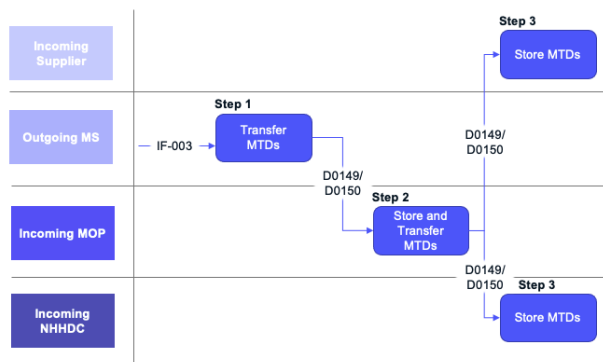 Incoming
Supplier
Step 3
Store MTDs
Outgoing MS
IF-003
Step 1
Transfer
MTDs
D0149/
D0150
D0149/
D0150
Incoming MOP
Step 2
Store and
Transfer
MTDs
D0149/
D0150
Incoming
NHHDC
Step 3
Store MTDs